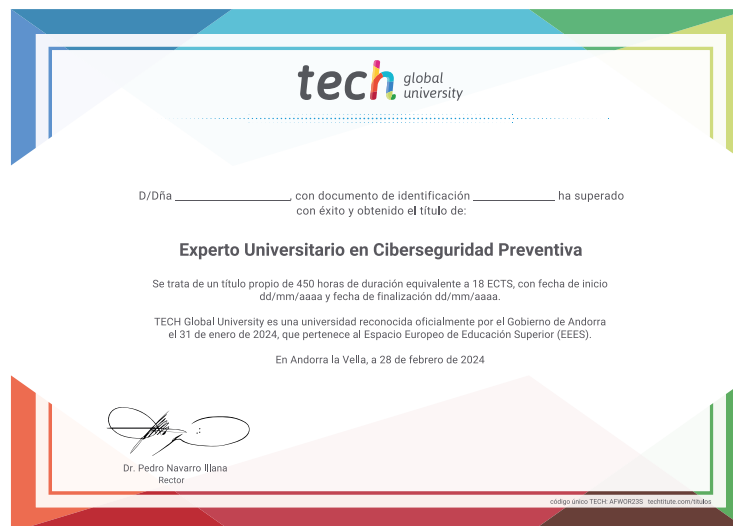 tech global university
D/Dña ________________, con documento de identificación ____________ ha superado
con éxito y obtenido el título de:
Experto Universitario en Ciberseguridad Preventiva
Se trata de un título propio de 450 horas de duración equivalente a 18 ECTS, con fecha de inicio
dd/mm/aaaa y fecha de finalización dd/mm/aaaa.
TECH Global University es una universidad reconocida oficialmente por el Gobierno de Andorra
el 31 de enero de 2024, que pertenece al Espacio Europeo de Educación Superior (EEES).
En Andorra la Vella, a 28 de febrero de 2024
Dr. Pedro Navarro Illana
Rector
código único TECH: AFWOR23S techtitute.com/titulos